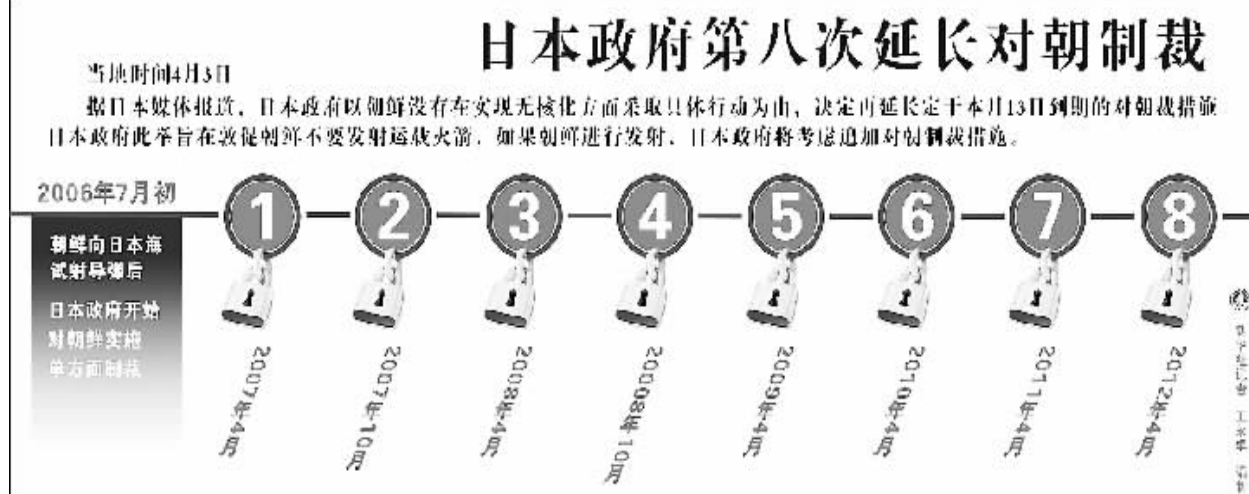 日本政府第八次延长对朝制裁
当地时间4月3日
据日本媒体报道，日本政府以朝鲜没有在实现无核化方面采取具体行动为由，决定再延长定于本月13日到期的对朝裁措施
日本政府此举旨在敦促朝鲜不要发射运载火箭，如果朝鲜进行发射，日本政府将考虑追加对朝制裁措施。
2006年7月初
朝鲜向日本海
试射导弹后
日本政府开始
对朝鲜实施
单方面制裁
1
2
3
4
5
6
7
8
2007年4月
2007年10月
2008年4月
2008年10月
2009年4月
2010年4月
2011年4月
2012年4月